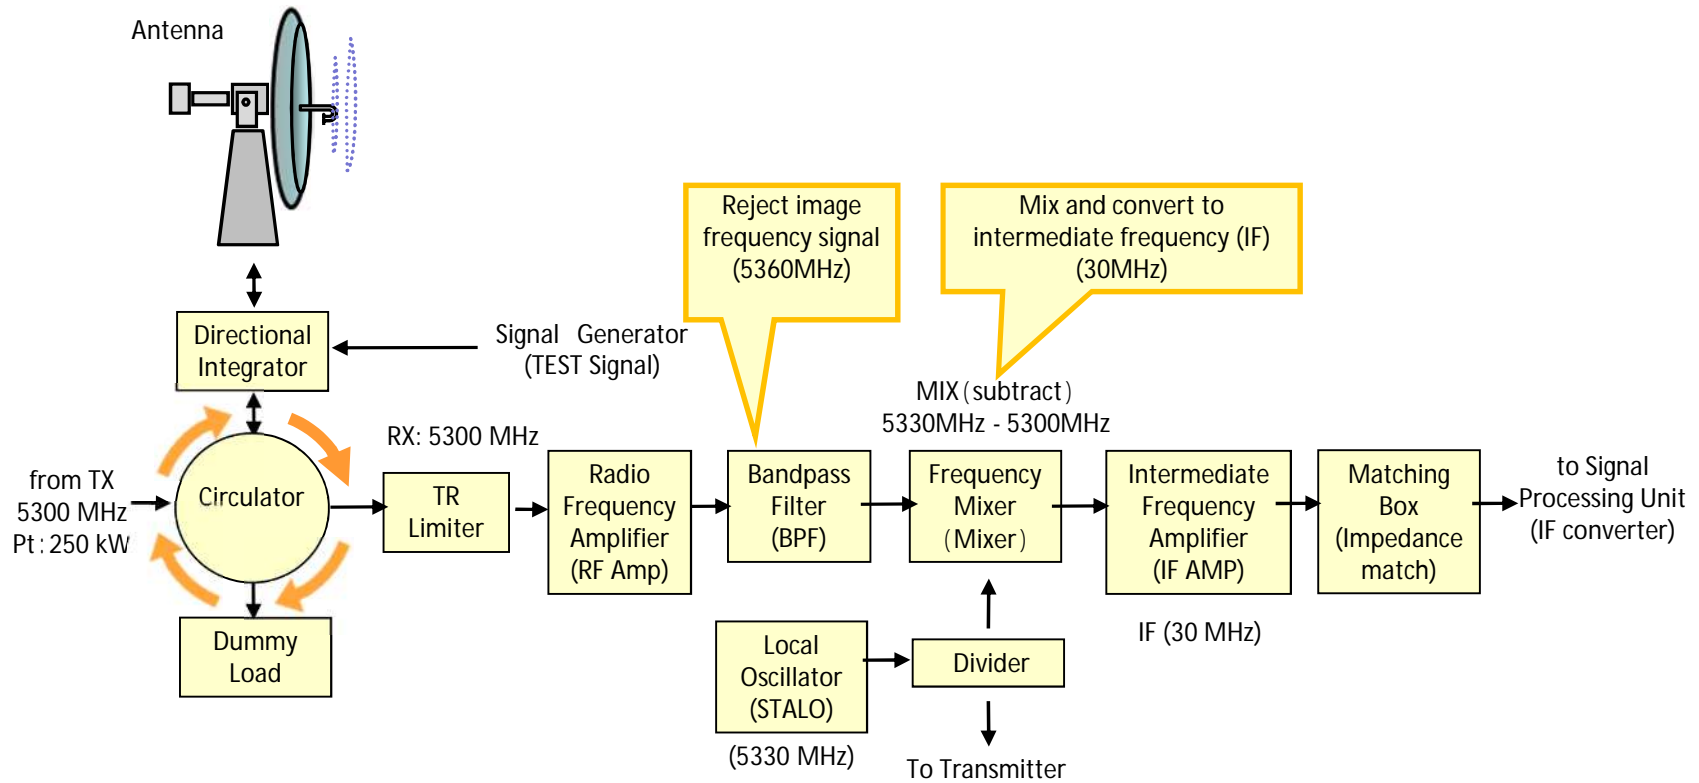 Antenna
Reject image
frequency signal
(5360MHz)
Mix and convert to
intermediate frequency (IF)
(30MHz)
Directional
Integrator
Signal Generator
(TEST Signal)
MIX (subtract)
5330MHz - 5300MHz
RX: 5300 MHz
from TX
5300 MHz
Pt : 250 kW
Circulator
TR
Limiter
Radio
Frequency
Amplifier
(RF Amp)
Bandpass
Filter
(BPF)
Frequency
Mixer
(Mixer)
Intermediate
Frequency
Amplifier
(IF AMP)
Matching
Box
(Impedance
match)
to Signal
Processing Unit
(IF converter)
Dummy
Load
Local
Oscillator
(STALO)
(5330 MHz)
Divider
IF (30 MHz)
To Transmitter